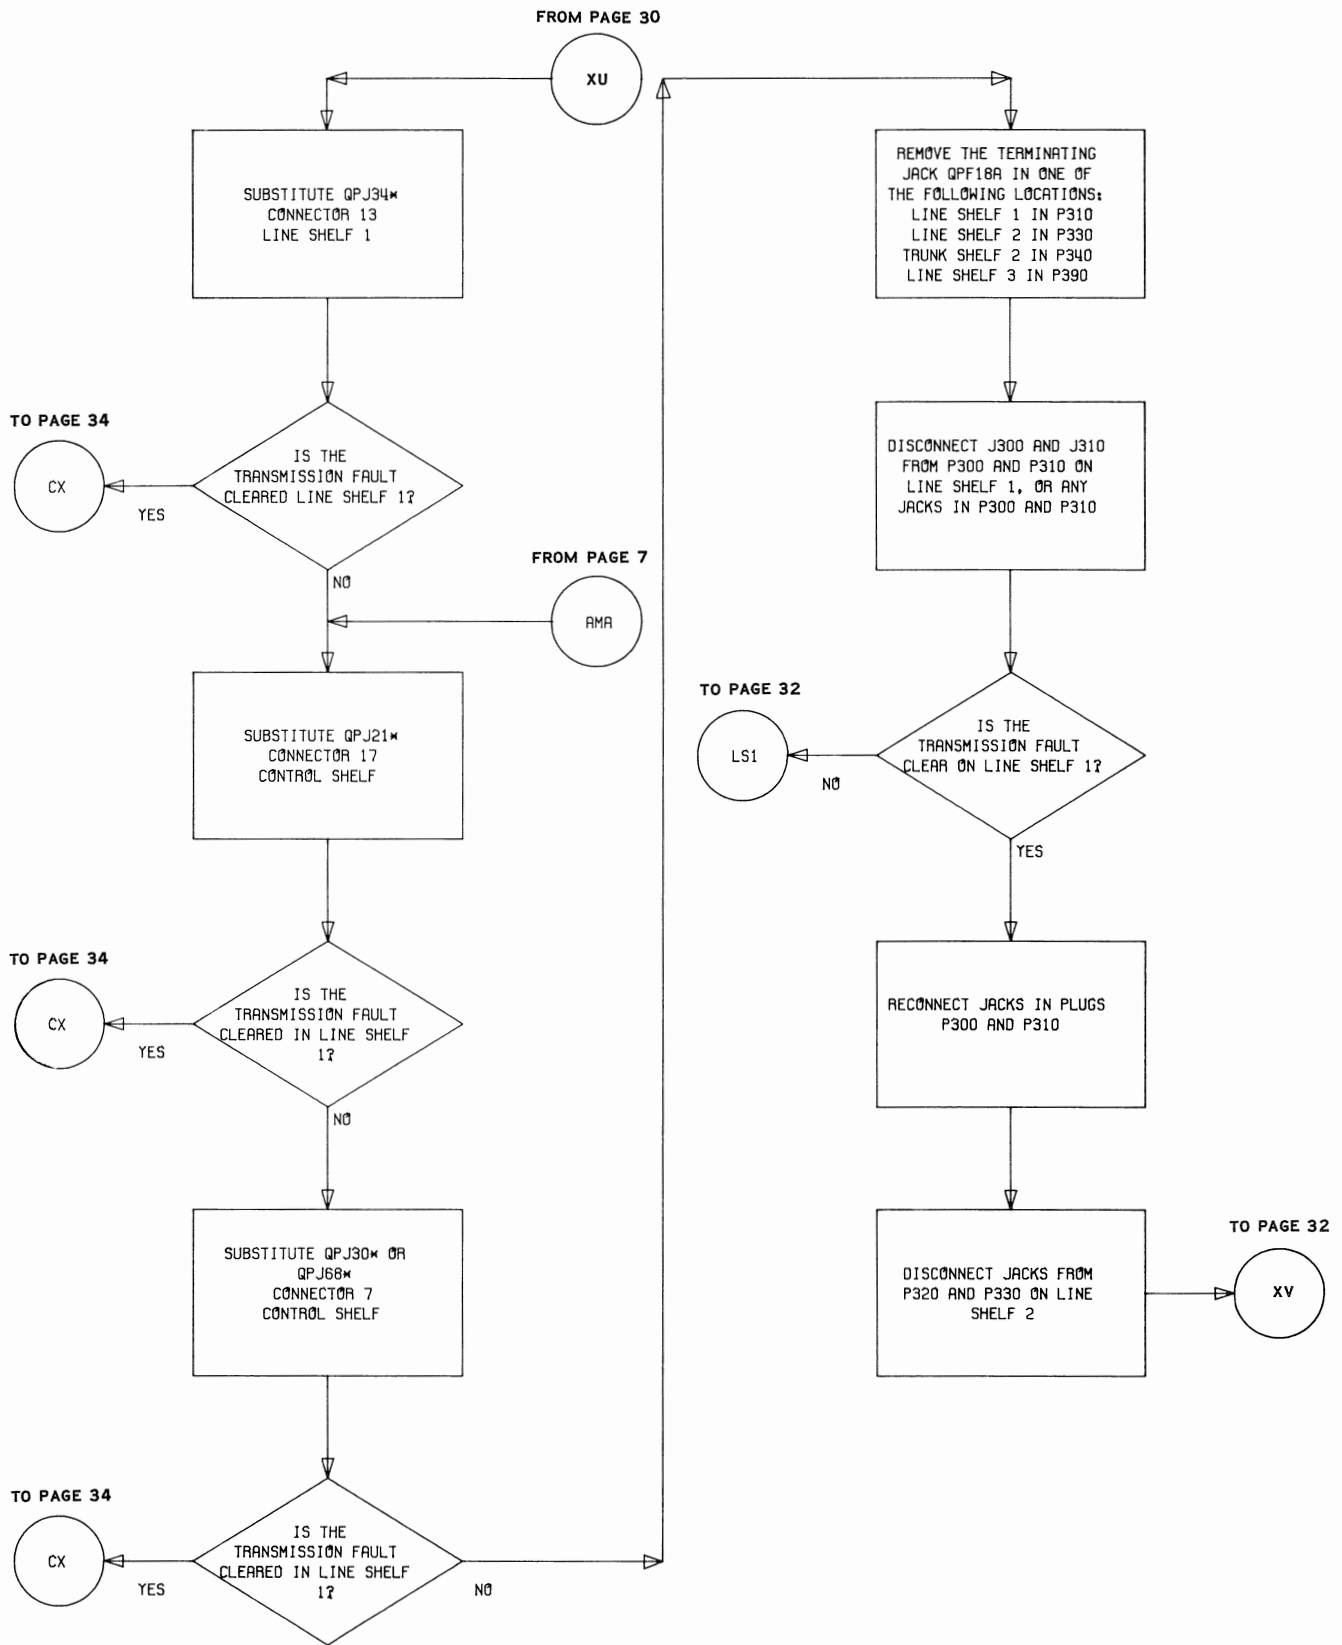 FROM PAGE 30
XU
SUBSTITUTE QPJ34*
CONNECTOR 13
LINE SHELF 1
IS THE
TRANSMISSION FAULT
CLEARED LINE SHELF 1?
TO PAGE 34
CX
YES
NO
FROM PAGE 7
AMA
SUBSTITUTE QPJ21*
CONNECTOR 17
CONTROL SHELF
IS THE
TRANSMISSION FAULT
CLEARED IN LINE SHELF
1?
TO PAGE 34
CX
YES
NO
SUBSTITUTE QPJ30* OR
QPJ68*
CONNECTOR 7
CONTROL SHELF
IS THE
TRANSMISSION FAULT
CLEARED IN LINE SHELF
1?
TO PAGE 34
CX
YES
NO
REMOVE THE TERMINATING
JACK QPF18A IN ONE OF
THE FOLLOWING LOCATIONS:
LINE SHELF 1 IN P310
LINE SHELF 2 IN P330
TRUNK SHELF 2 IN P340
LINE SHELF 3 IN P390
DISCONNECT J300 AND J310
FROM P300 AND P310 ON
LINE SHELF 1, OR ANY
JACKS IN P300 AND P310
IS THE
TRANSMISSION FAULT
CLEAR ON LINE SHELF 1?
TO PAGE 32
LS1
NO
YES
RECONNECT JACKS IN PLUGS
P300 AND P310
DISCONNECT JACKS FROM
P320 AND P330 ON LINE
SHELF 2
TO PAGE 32
XV